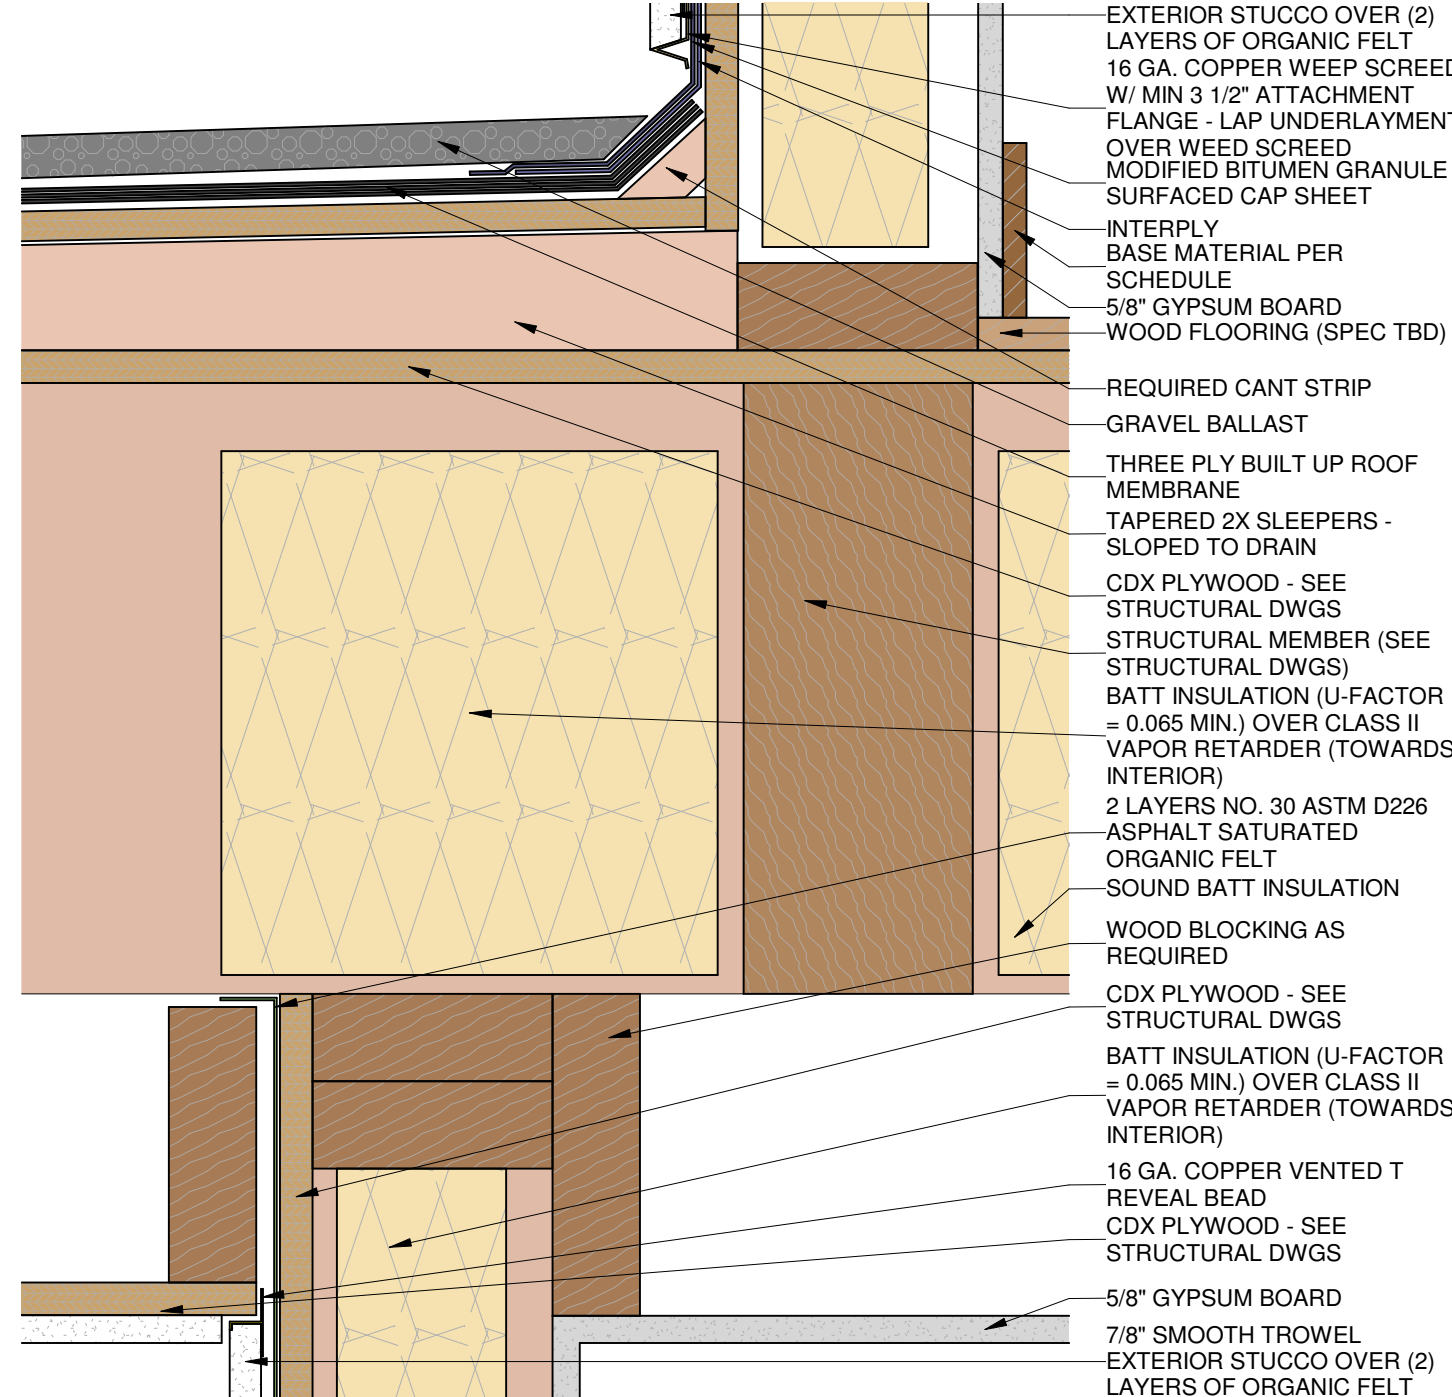 EXTERIOR STUCCO OVER (2)
LAYERS OF ORGANIC FELT
16 GA. COPPER WEEP SCREED
W/ MIN 3 1/2" ATTACHMENT
FLANGE - LAP UNDERLAYMENT
OVER WEED SCREED
MODIFIED BITUMEN GRANULE
SURFACED CAP SHEET
INTERPLY
BASE MATERIAL PER
SCHEDULE
5/8" GYPSUM BOARD
WOOD FLOORING (SPEC TBD)
REQUIRED CANT STRIP
GRAVEL BALLAST
THREE PLY BUILT UP ROOF
MEMBRANE
TAPERED 2X SLEEPERS -
SLOPED TO DRAIN
CDX PLYWOOD - SEE
STRUCTURAL DWGS
STRUCTURAL MEMBER (SEE
STRUCTURAL DWGS)
BATT INSULATION (U-FACTOR
= 0.065 MIN.) OVER CLASS II
VAPOR RETARDER (TOWARDS
INTERIOR)
2 LAYERS NO. 30 ASTM D226
ASPHALT SATURATED
ORGANIC FELT
SOUND BATT INSULATION
WOOD BLOCKING AS
REQUIRED
CDX PLYWOOD - SEE
STRUCTURAL DWGS
BATT INSULATION (U-FACTOR
= 0.065 MIN.) OVER CLASS II
VAPOR RETARDER (TOWARDS
INTERIOR)
16 GA. COPPER VENTED T
REVEAL BEAD
CDX PLYWOOD - SEE
STRUCTURAL DWGS
5/8" GYPSUM BOARD
7/8" SMOOTH TROWEL
EXTERIOR STUCCO OVER (2)
LAYERS OF ORGANIC FELT